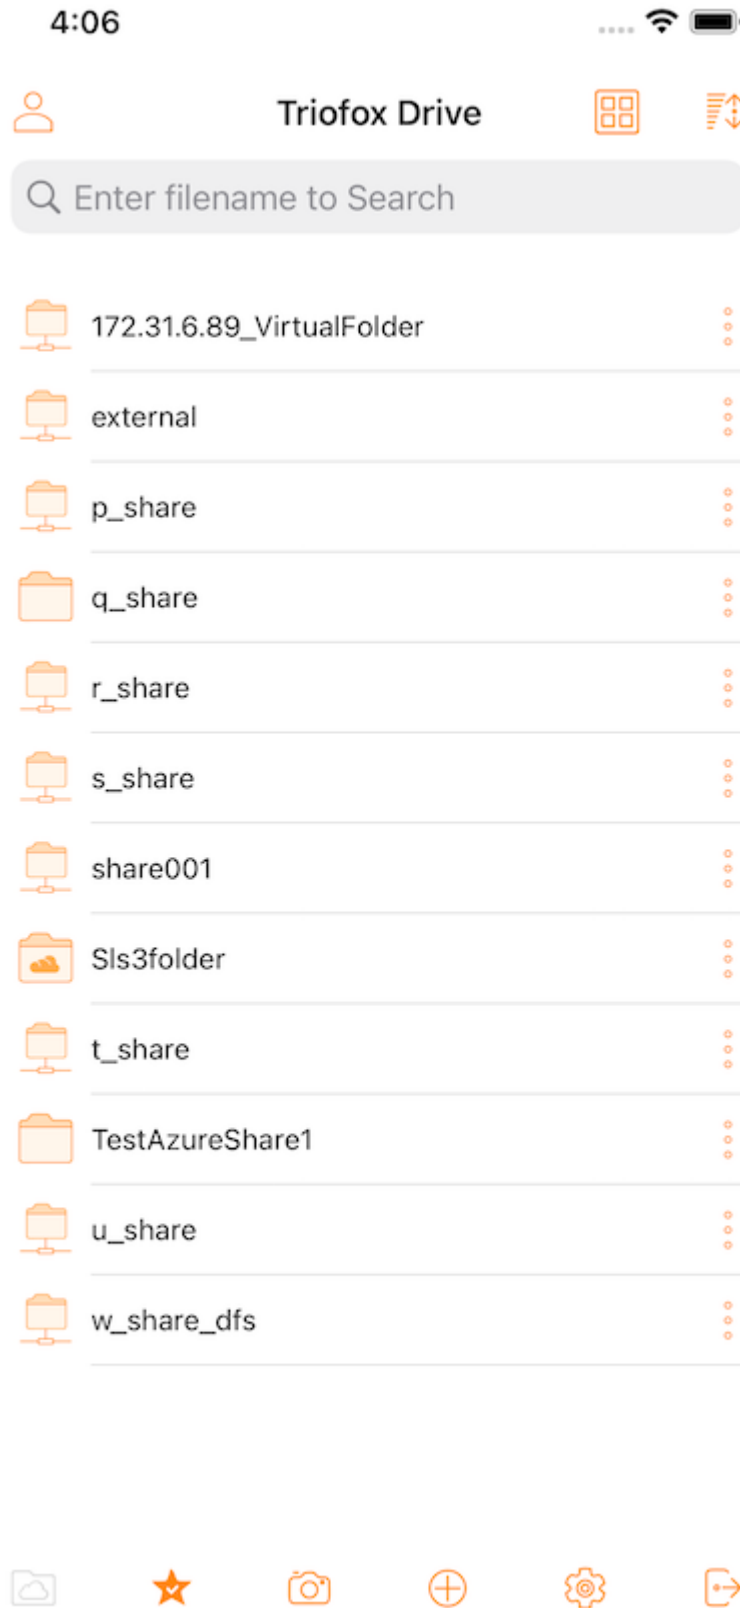 4:06
Triofox Drive
Enter filename to Search
172.31.6.89_VirtualFolder
external
p_share
q_share
r_share
s_share
share001
Sls3folder
t_share
TestAzureShare1
u_share
w_share_dfs